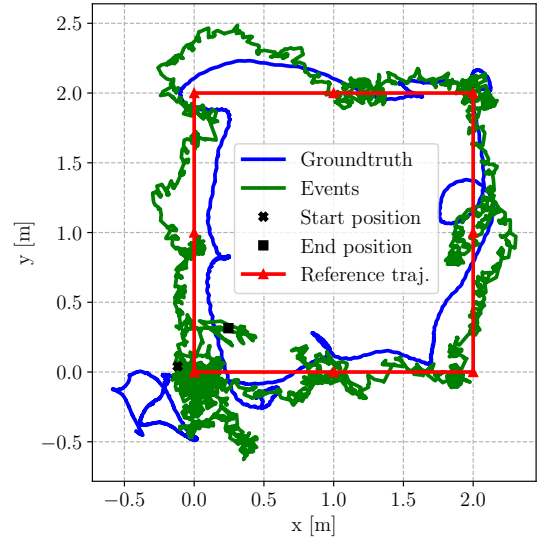 2.5
2.0
1.5
1.0
0.5
0.0
−0.5
y [m]
Groundtruth
Events
Start position
End position
Reference traj.
−0.5 0.0 0.5 1.0 1.5 2.0
x [m]